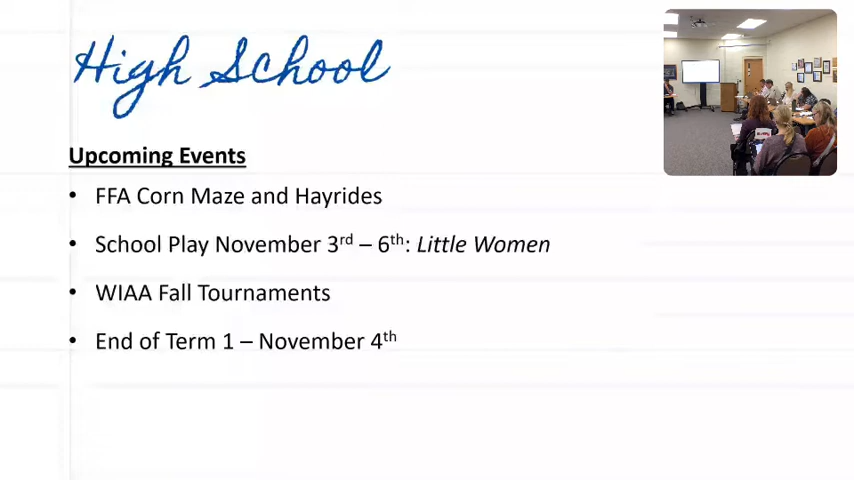 High School
Upcoming Events
• FFA Corn Maze and Hayrides
• School Play November 3rd – 6th: Little Women
• WIAA Fall Tournaments
• End of Term 1 – November 4th